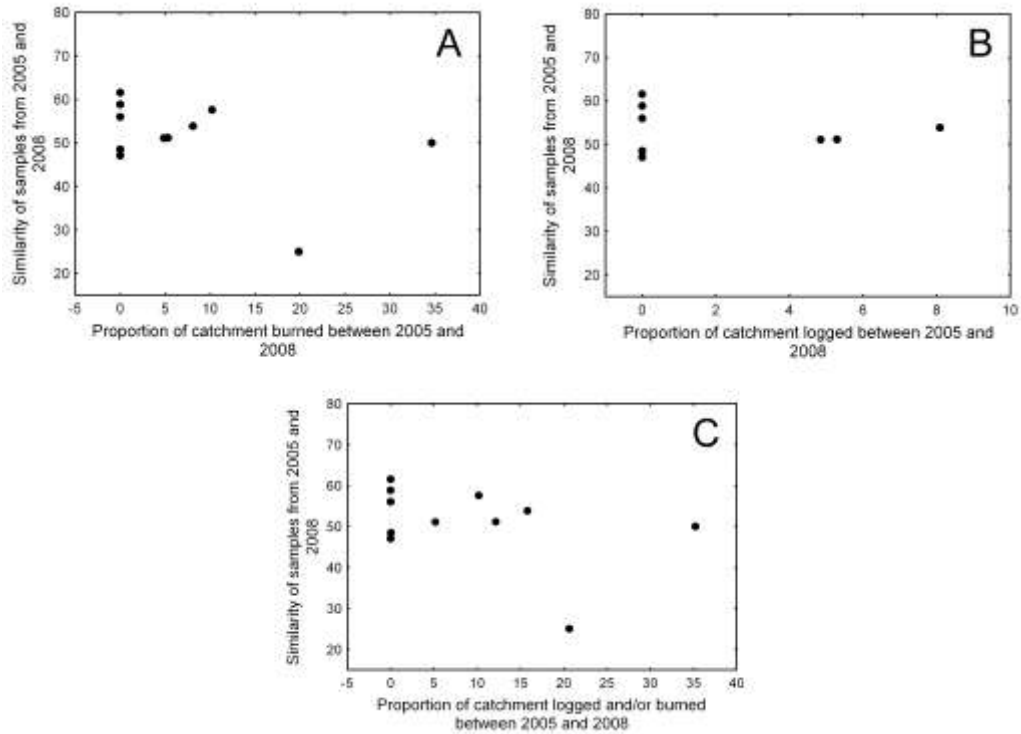 A
80
70
60
50
40
30
20
Similarity of samples from 2005 and
2008
-5 0 5 10 15 20 25 30 35 40
Proportion of catchment burned between 2005 and
2008
B
80
70
60
50
40
30
20
Similarity of samples from 2005 and
2008
0 2 4 6 8 10
Proportion of catchment logged between 2005 and
2008
C
80
70
60
50
40
30
20
Similarity of samples from 2005 and
2008
-5 0 5 10 15 20 25 30 35 40
Proportion of catchment logged and/or burned
between 2005 and 2008